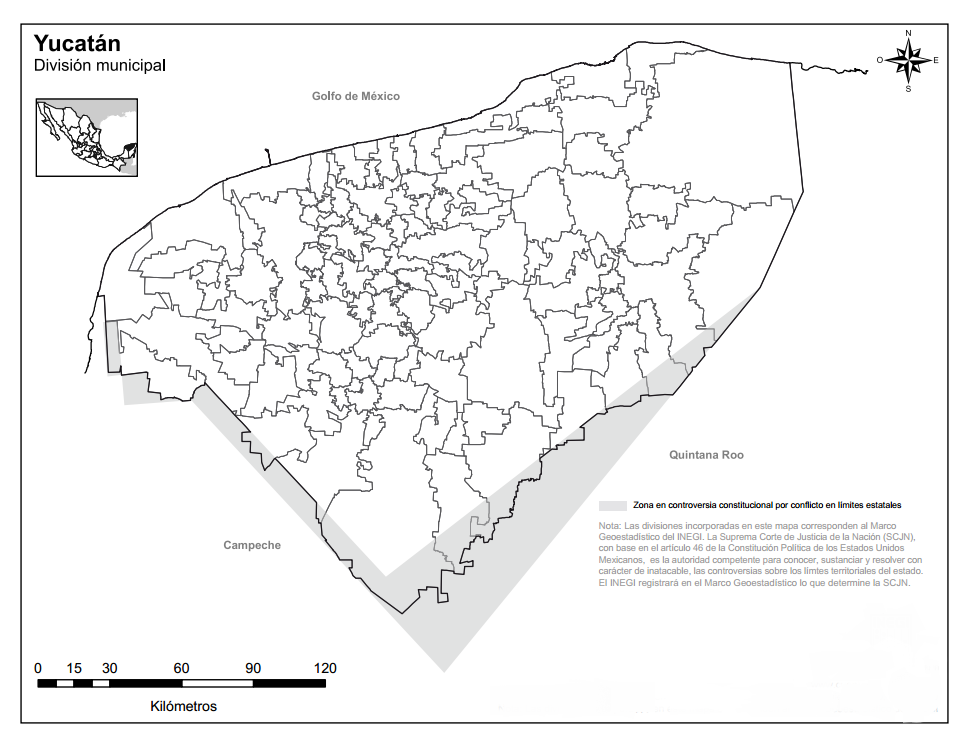 Yucatán
División municipal
Golfo de México
N
O
E
S
Quintana Roo
Zona en controversia constitucional por conflicto en límites estatales
Nota: Las divisiones incorporadas en este mapa corresponden al Marco
Geoestadístico del INEGI. La Suprema Corte de Justicia de la Nación (SCJN),
con base en el artículo 46 de la Constitución Política de los Estados Unidos
Mexicanos, es la autoridad competente para conocer, sustanciar y resolver con
carácter de inatacable, las controversias sobre los límtes territoriales del estado.
El INEGI registrará en el Marco Geoestadístico lo que determine la SCJN.
Campeche
0 15 30 60 90 120
Kilómetros